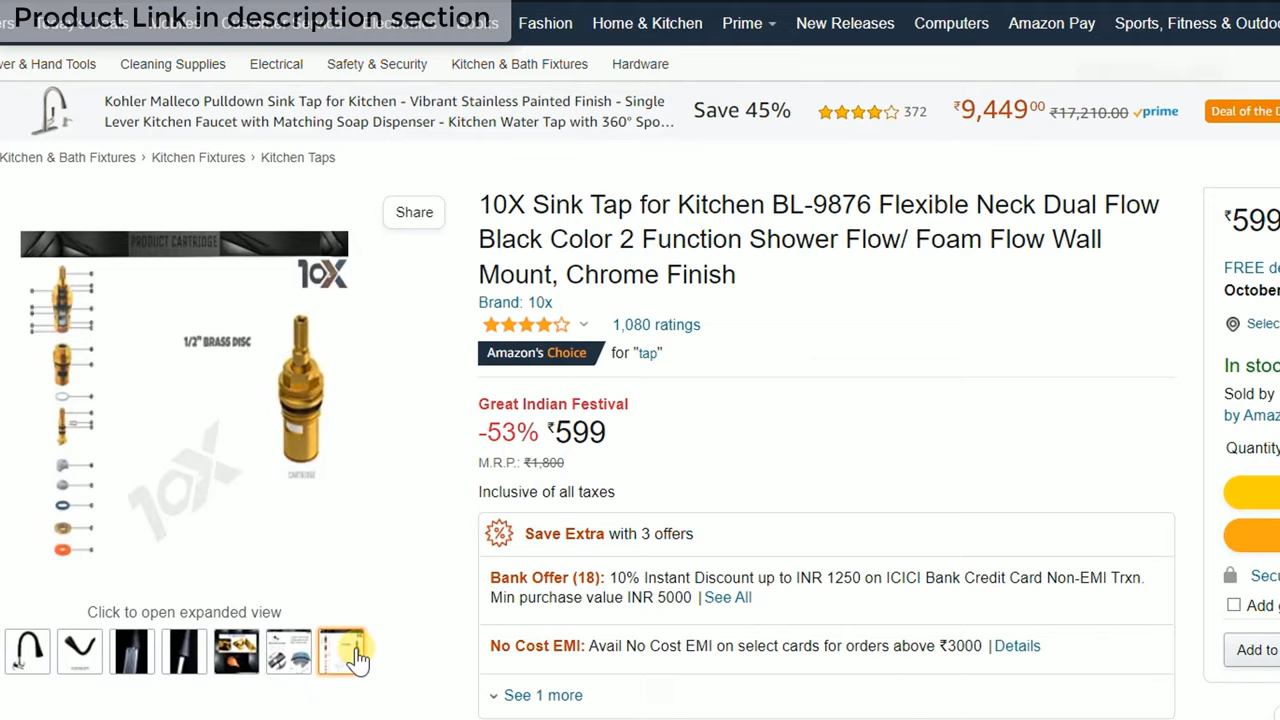 Product Link in description section
Fashion Home & Kitchen Prime New Releases Computers Amazon Pay Sports, Fitness & Outdoo
ver & Hand Tools Cleaning Supplies Electrical Safety & Security Kitchen & Bath Fixtures Hardware
Kohler Malleco Pulldown Sink Tap for Kitchen - Vibrant Stainless Painted Finish - Single
Lever Kitchen Faucet with Matching Soap Dispenser - Kitchen Water Tap with 360° Spo...
Save 45%
372
₹9,449.00 ₹17,210.00 prime
Deal of the D
Kitchen & Bath Fixtures › Kitchen Fixtures › Kitchen Taps
Share
PRODUCT CARTRIDGE
10X
1/2" BRASS DISC
CARTRIDGE
10X
Click to open expanded view
10X Sink Tap for Kitchen BL-9876 Flexible Neck Dual Flow
Black Color 2 Function Shower Flow/ Foam Flow Wall
Mount, Chrome Finish
Brand: 10x
1,080 ratings
Amazon's Choice for "tap"
Great Indian Festival
-53% ₹599
M.R.P.: ₹1,800
Inclusive of all taxes
Save Extra with 3 offers
Bank Offer (18): 10% Instant Discount up to INR 1250 on ICICI Bank Credit Card Non-EMI Trxn.
Min purchase value INR 5000 |See All
No Cost EMI: Avail No Cost EMI on select cards for orders above ₹3000 |Details
See 1 more
₹599
FREE de
October
Selec
In stoc
Sold by
by Amaz
Quantity
Secu
Add g
Add to